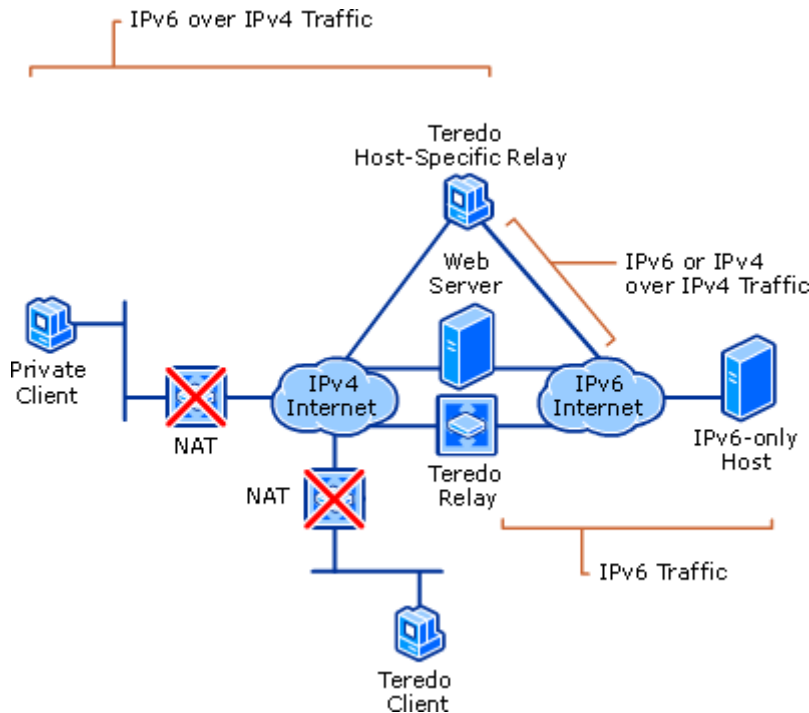 IPv6 over IPv4 Traffic
Teredo
Host-Specific Relay
Web
Server
IPv6 or IPv4
over IPv4 Traffic
Private
Client
NAT
IPv4
Internet
IPv6
Internet
IPv6-only
Host
Teredo
Relay
NAT
IPv6 Traffic
Teredo
Client